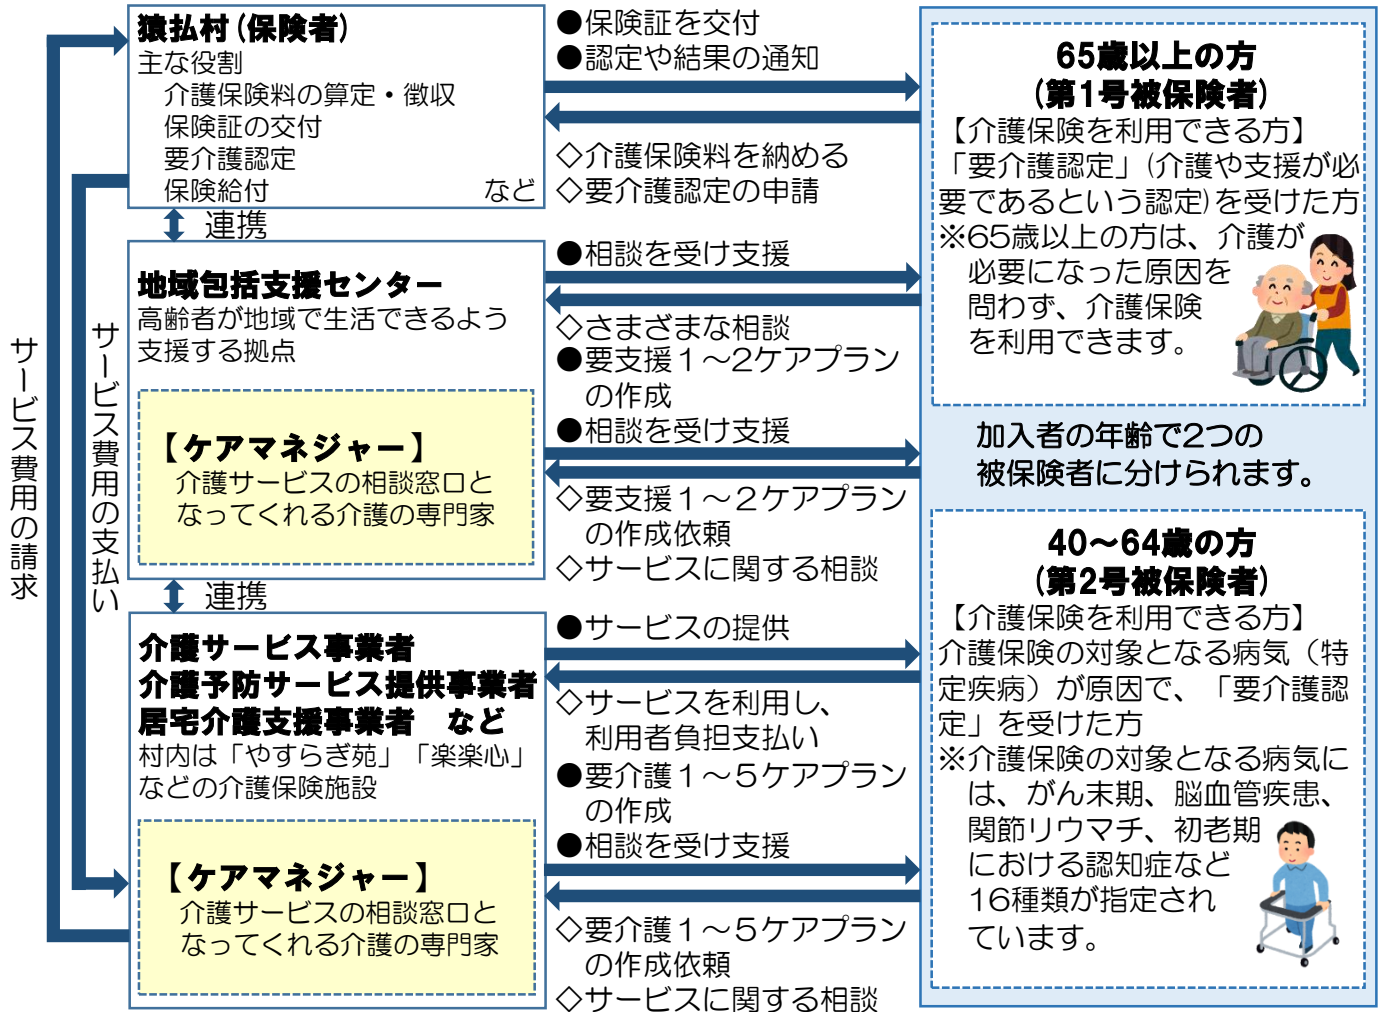 猿払村(保険者)
主な役割
介護保険料の算定・徴収
保険証の交付
要介護認定
保険給付　など
連携
地域包括支援センター
高齢者が地域で生活できるよう
支援する拠点
【ケアマネジャー】
介護サービスの相談窓口と
なってくれる介護の専門家
連携
介護サービス事業者
介護予防サービス提供事業者
居宅介護支援事業者　など
村内は「やすらぎ苑」「楽楽心」
などの介護保険施設
【ケアマネジャー】
介護サービスの相談窓口と
なってくれる介護の専門家
サービス費用の請求
サービス費用の支払い
●保険証を交付
●認定や結果の通知
◇介護保険料を納める
◇要介護認定の申請
●相談を受け支援
◇さまざまな相談
●要支援1～2ケアプラン
の作成
●相談を受け支援
◇要支援1～2ケアプラン
の作成依頼
◇サービスに関する相談
●サービスの提供
◇サービスを利用し、
利用者負担支払い
●要介護1～5ケアプラン
の作成
●相談を受け支援
◇要介護1～5ケアプラン
の作成依頼
◇サービスに関する相談
65歳以上の方
(第1号被保険者)
【介護保険を利用できる方】
「要介護認定」(介護や支援が必
要であるという認定)を受けた方
※65歳以上の方は、介護が
必要になった原因を
問わず、介護保険
を利用できます。
加入者の年齢で2つの
被保険者に分けられます。
40～64歳の方
(第2号被保険者)
【介護保険を利用できる方】
介護保険の対象となる病気（特
定疾病）が原因で、「要介護認
定」を受けた方
※介護保険の対象となる病気に
は、がん末期、脳血管疾患、
関節リウマチ、初老期
における認知症など
16種類が指定され
ています。